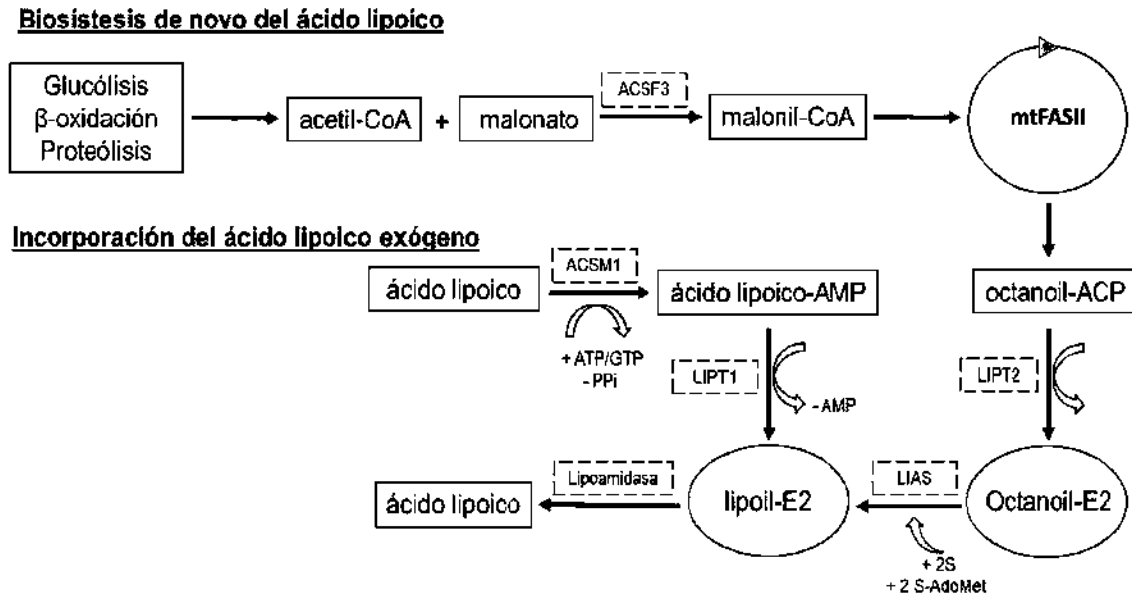 Biosístesis de novo del ácido lipoico
Glucólisis
β-oxidación
Proteólisis
acetil-CoA + malonato
ACSF3
malonil-CoA
mtFASII
Incorporación del ácido lipoico exógeno
ácido lipoico
ACSM1
+ ATP/GTP
- PPi
ácido lipoico-AMP
octanoil-ACP
LIPT1
- AMP
LIPT2
ácido lipoico
Lipoamidasa
lipoil-E2
LIAS
+ 2S
+ 2 S-AdoMet
Octanoil-E2